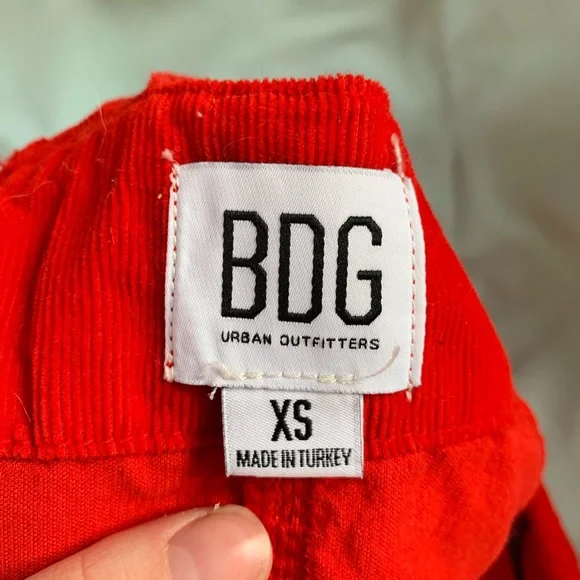 BDG
URBAN OUTFITTERS
XS
MADE IN TURKEY